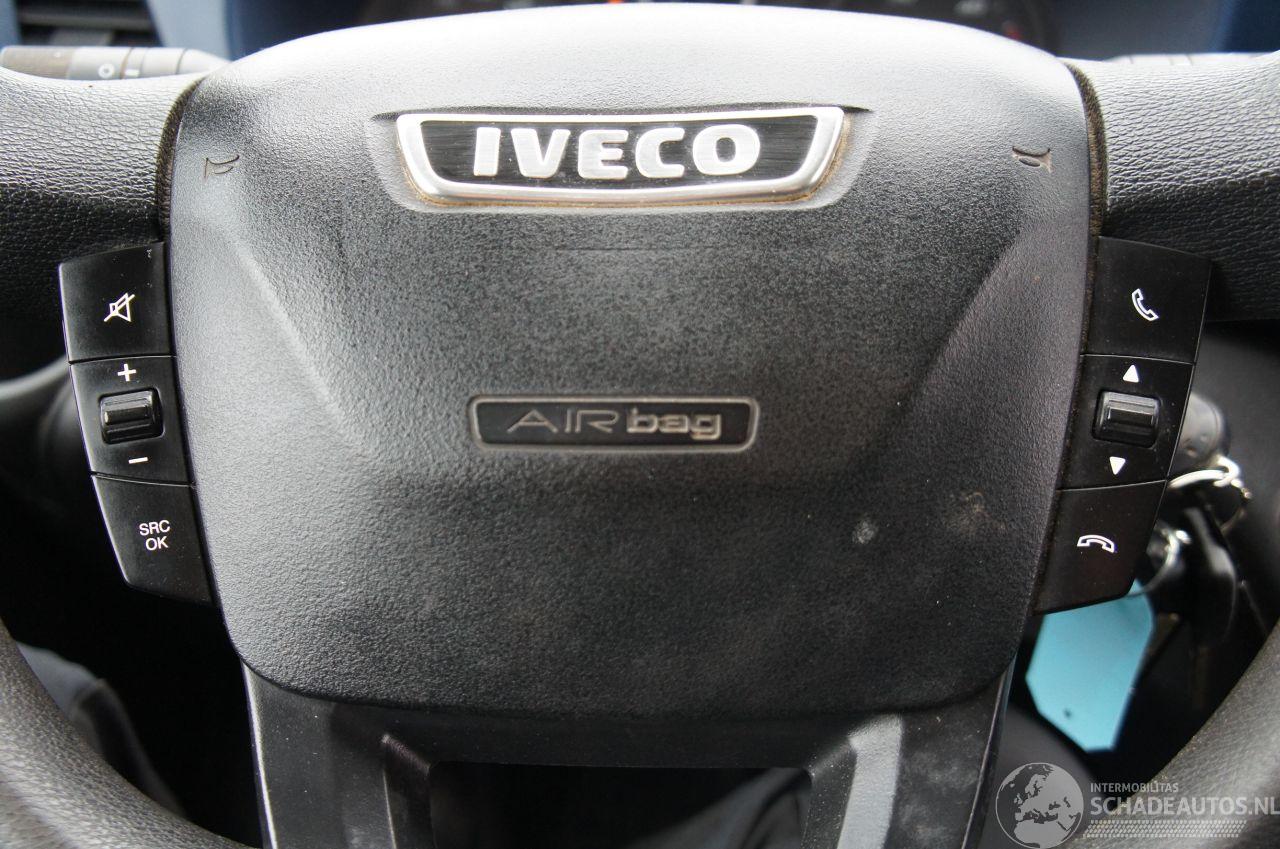 IVECO
+
AIRbag
−
SRC
OK
INTERMOBILITAS
SCHADEAUTOS.NL